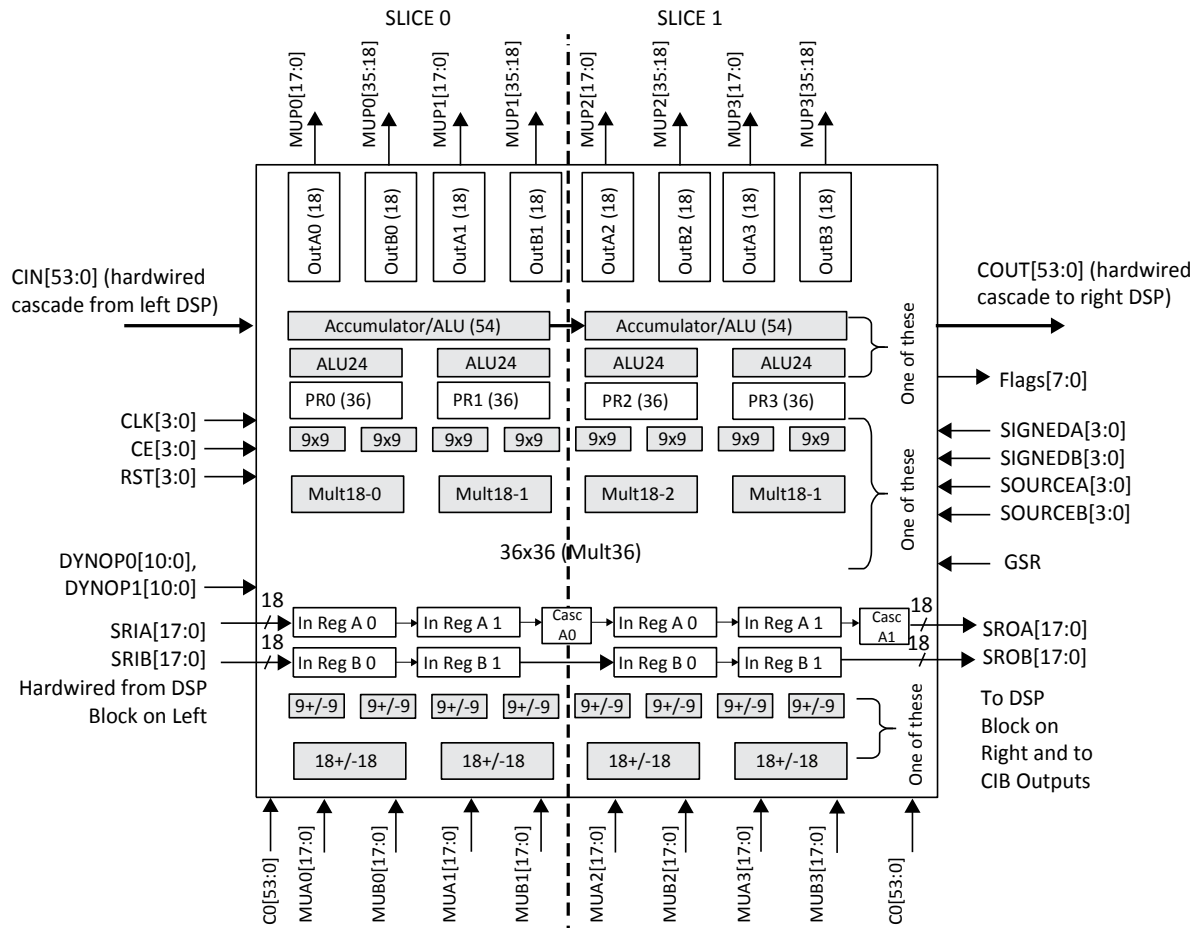 SLICE 0
SLICE 1
MUP0[17:0]
MUP0[35:18]
MUP1[17:0]
MUP1[35:18]
MUP2[17:0]
MUP2[35:18]
MUP3[17:0]
MUP3[35:18]
OutA0 (18)
OutB0 (18)
OutA1 (18)
OutB1 (18)
OutA2 (18)
OutB2 (18)
OutA3 (18)
OutB3 (18)
CIN[53:0] (hardwired
cascade from left DSP)
COUT[53:0] (hardwired
cascade to right DSP)
Accumulator/ALU (54)
Accumulator/ALU (54)
ALU24
ALU24
ALU24
ALU24
One of these
Flags[7:0]
PR0 (36)
PR1 (36)
PR2 (36)
PR3 (36)
CLK[3:0]
CE[3:0]
RST[3:0]
9x9
9x9
9x9
9x9
9x9
9x9
9x9
9x9
SIGNEDA[3:0]
SIGNEDB[3:0]
SOURCEA[3:0]
SOURCEB[3:0]
Mult18-0
Mult18-1
Mult18-2
Mult18-1
One of these
36x36 (Mult36)
GSR
DYNOP0[10:0],
DYNOP1[10:0]
18
SRIA[17:0]
In Reg A 0
In Reg A 1
Casc
A0
In Reg A 0
In Reg A 1
Casc
A1
18
SROA[17:0]
SRIB[17:0]
18
In Reg B 0
In Reg B 1
In Reg B 0
In Reg B 1
18
SROB[17:0]
Hardwired from DSP
Block on Left
9+/-9
9+/-9
9+/-9
9+/-9
9+/-9
9+/-9
9+/-9
9+/-9
18+/-18
18+/-18
18+/-18
18+/-18
One of these
To DSP
Block on
Right and to
CIB Outputs
C0[53:0]
MUA0[17:0]
MUB0[17:0]
MUA1[17:0]
MUB1[17:0]
MUA2[17:0]
MUB2[17:0]
MUA3[17:0]
MUB3[17:0]
C0[53:0]